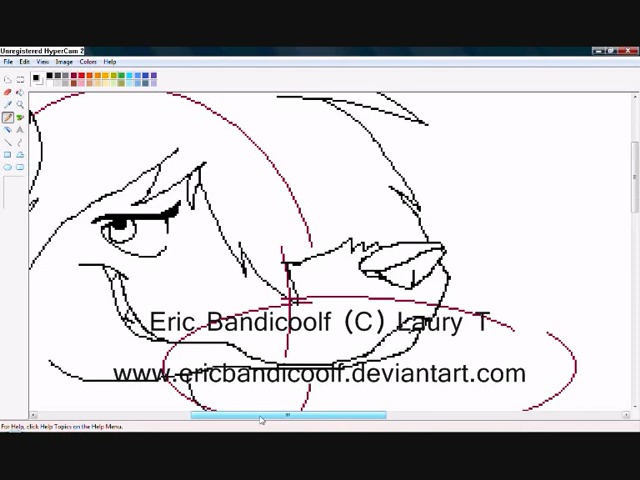 Unregistered HyperCam 2
File Edit View Image Colors Help
Eric Bandicoolf (C) Laury T
www.ericbandicoolf.deviantart.com
For Help, click Help Topics on the Help Menu.